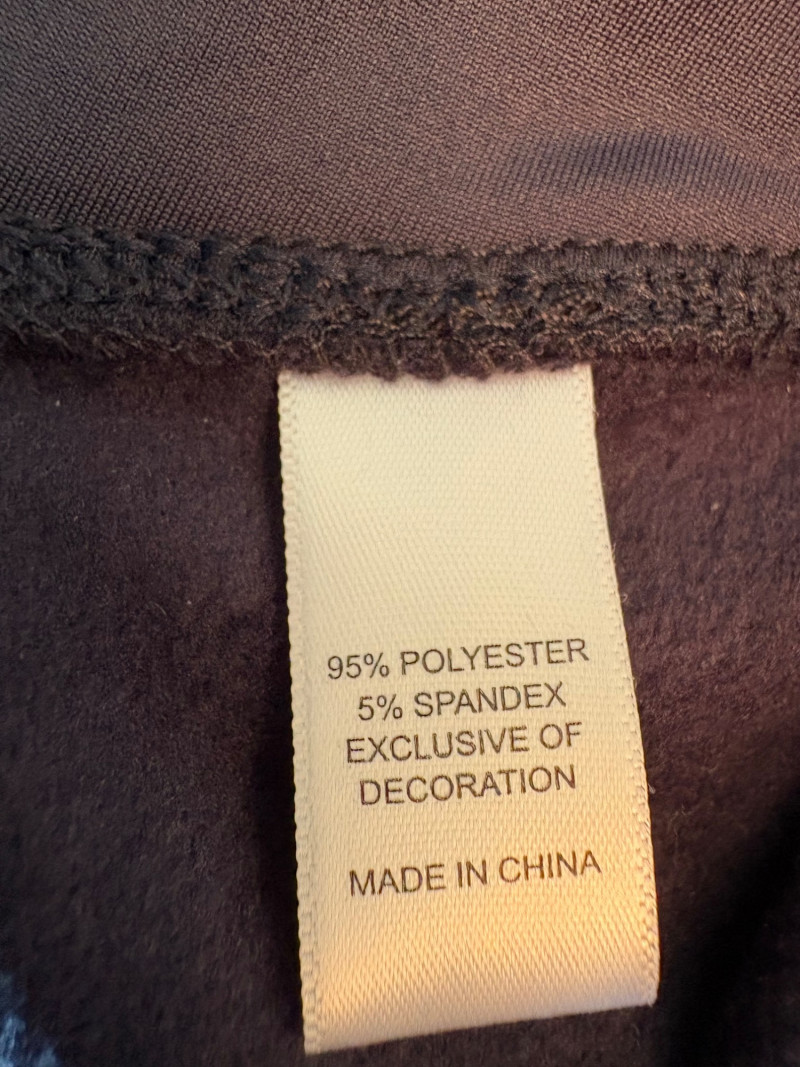 95% POLYESTER
5% SPANDEX
EXCLUSIVE OF
DECORATION
MADE IN CHINA